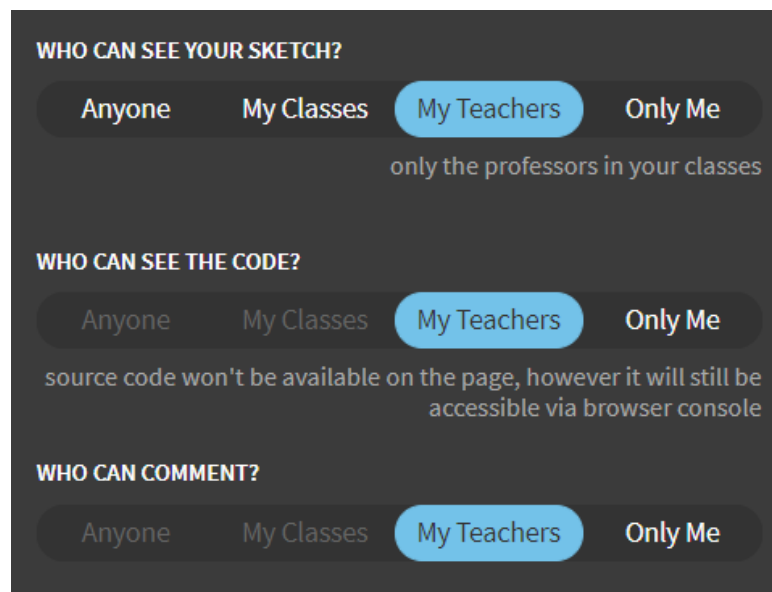 WHO CAN SEE YOUR SKETCH?
Anyone My Classes My Teachers Only Me
only the professors in your classes
WHO CAN SEE THE CODE?
Anyone My Classes My Teachers Only Me
source code won't be available on the page, however it will still be
accessible via browser console
WHO CAN COMMENT?
Anyone My Classes My Teachers Only Me